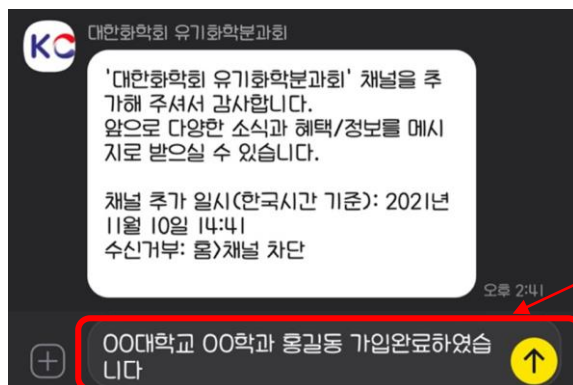 KC
대한화학회 유기화학분과회
'대한화학회 유기화학분과회' 채널을 추
가해 주셔서 감사합니다.
앞으로 다양한 소식과 혜택/정보를 메시
지로 받으실 수 있습니다.
채널 추가 일시(한국시간 기준): 2021년
11월 10일 14:41
수신거부: 홈>채널 차단
오후 2:41
OO대학교 OO학과 홍길동 가입완료하였습
니다